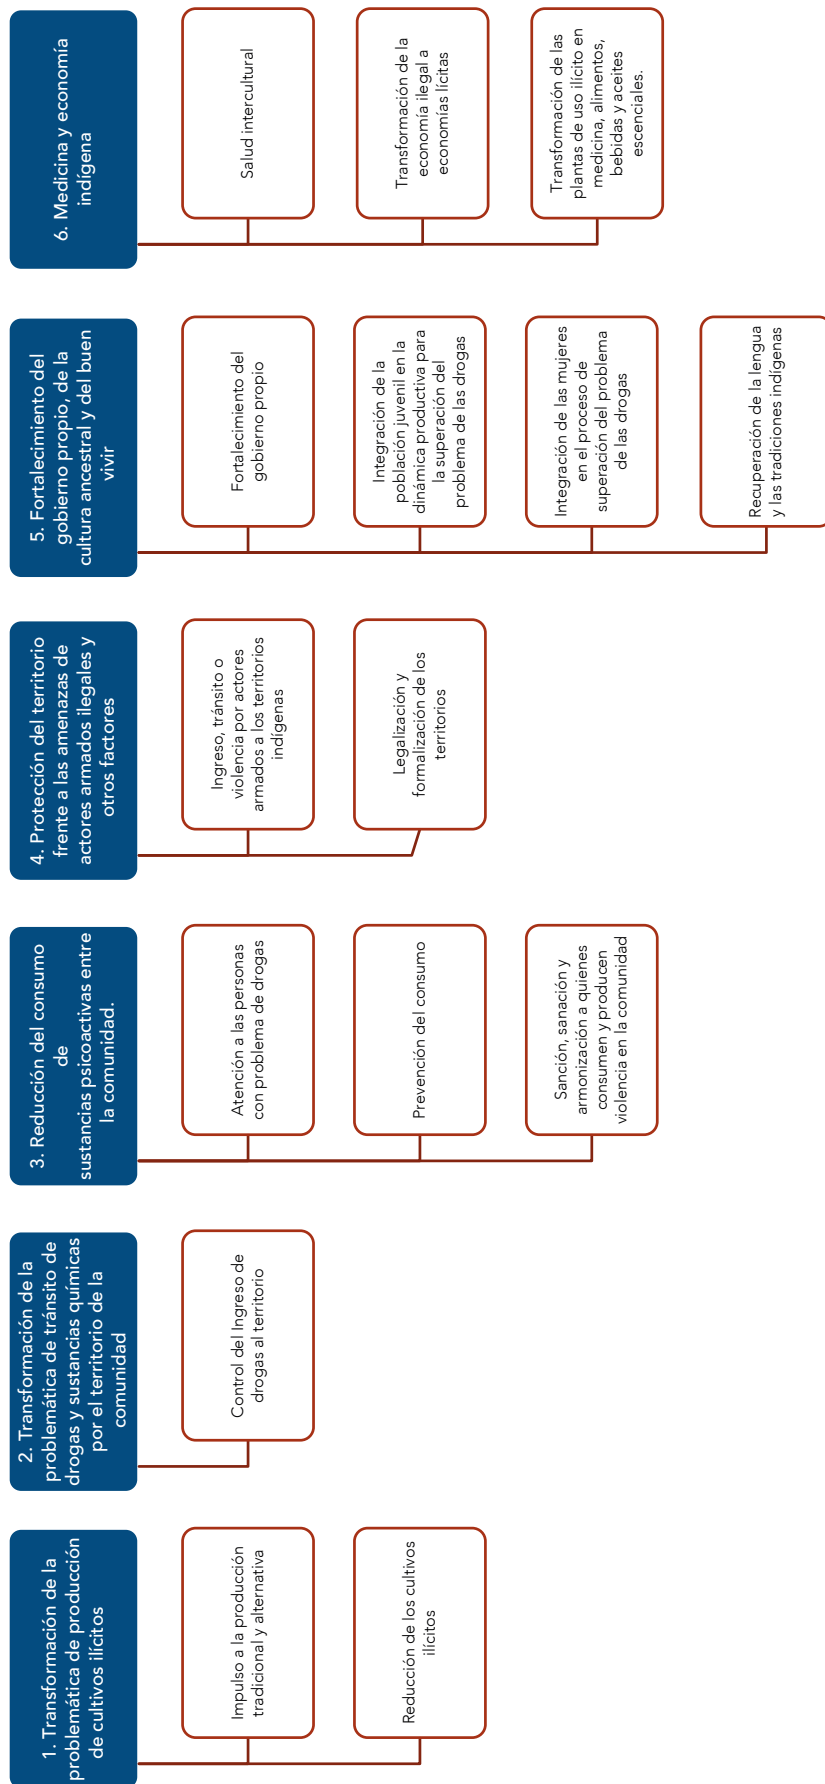 1. Transformación de la
problemática de producción
de cultivos ilícitos
Impulso a la producción
tradicional y alternativa
Reducción de los cultivos
ilícitos
2. Transformación de la
problemática de tránsito de
drogas y sustancias químicas
por el territorio de la
comunidad
Control del Ingreso de
drogas al territorio
3. Reducción del consumo
de
sustancias psicoactivas entre
la comunidad.
Atención a las personas
con problema de drogas
Prevención del consumo
Sanción, sanación y
armonización a quienes
consumen y producen
violencia en la comunidad
4. Protección del territorio
frente a las amenazas de
actores armados ilegales y
otros factores
Ingreso, tránsito o
violencia por actores
armados a los territorios
indígenas
Legalización y
formalización de los
territorios
5. Fortalecimiento del
gobierno propio, de la
cultura ancestral y del buen
vivir
Fortalecimiento del
gobierno propio
Integración de la
población juvenil en la
dinámica productiva para
la superación del
problema de las drogas
Integración de las mujeres
en el proceso de
superación del problema
de las drogas
Recuperación de la lengua
y las tradiciones indígenas
6. Medicina y economía
indígena
Salud intercultural
Transformación de la
economía ilegal a
economías lícitas
Transformación de las
plantas de uso ilícito en
medicina, alimentos,
bebidas y aceites
escenciales.